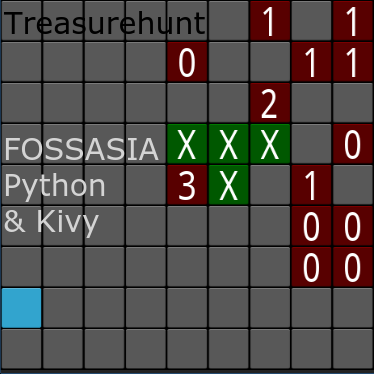 Treasurehunt 1 1
0 1 1
2
FOSSASIA X X X 0
Python 3 X 1
& Kivy 0 0
0 0